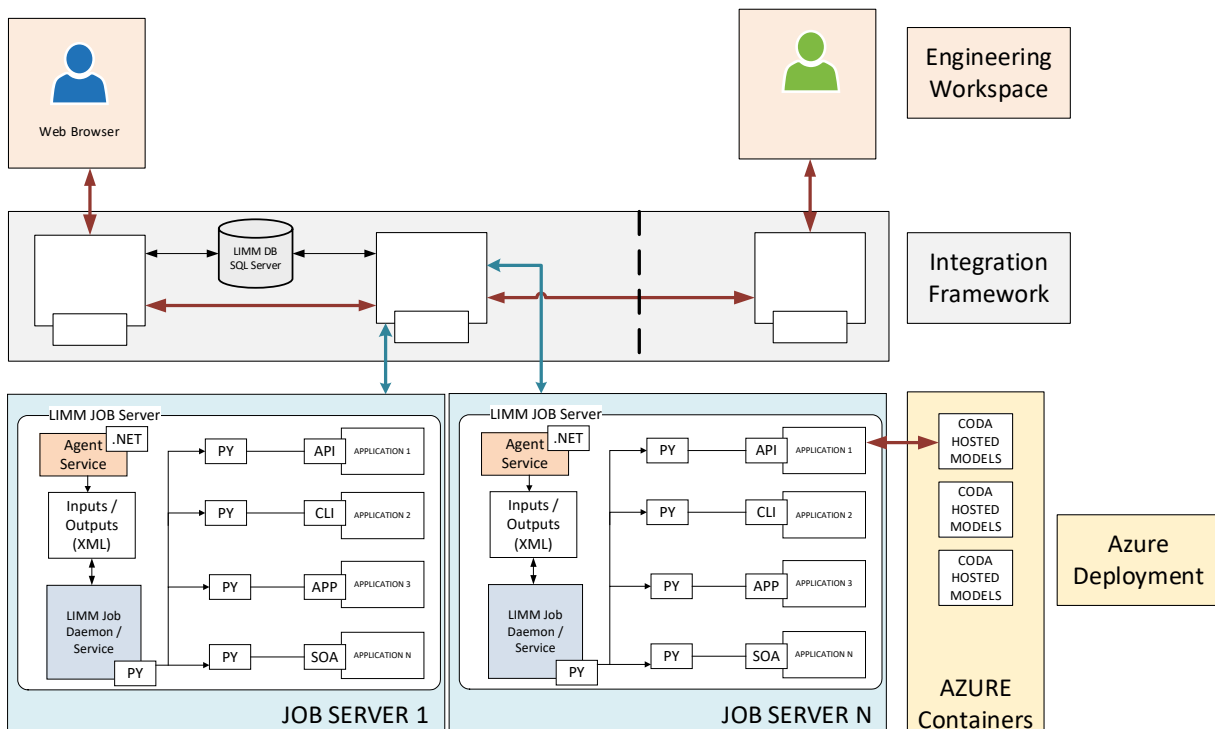 Web Browser
Engineering
Workspace
LIMM DB
SQL Server
Integration
Framework
LIMM JOB Server
Agent
Service
.NET
Inputs /
Outputs
(XML)
LIMM Job
Daemon /
Service
PY
PY
API
APPLICATION 1
PY
CLI
APPLICATION 2
PY
APP
APPLICATION 3
PY
SOA
APPLICATION N
JOB SERVER 1
LIMM JOB Server
Agent
Service
.NET
Inputs /
Outputs
(XML)
LIMM Job
Daemon /
Service
PY
PY
API
APPLICATION 1
PY
CLI
APPLICATION 2
PY
APP
APPLICATION 3
PY
SOA
APPLICATION N
JOB SERVER N
CODA
HOSTED
MODELS
CODA
HOSTED
MODELS
CODA
HOSTED
MODELS
AZURE
Containers
Azure
Deployment